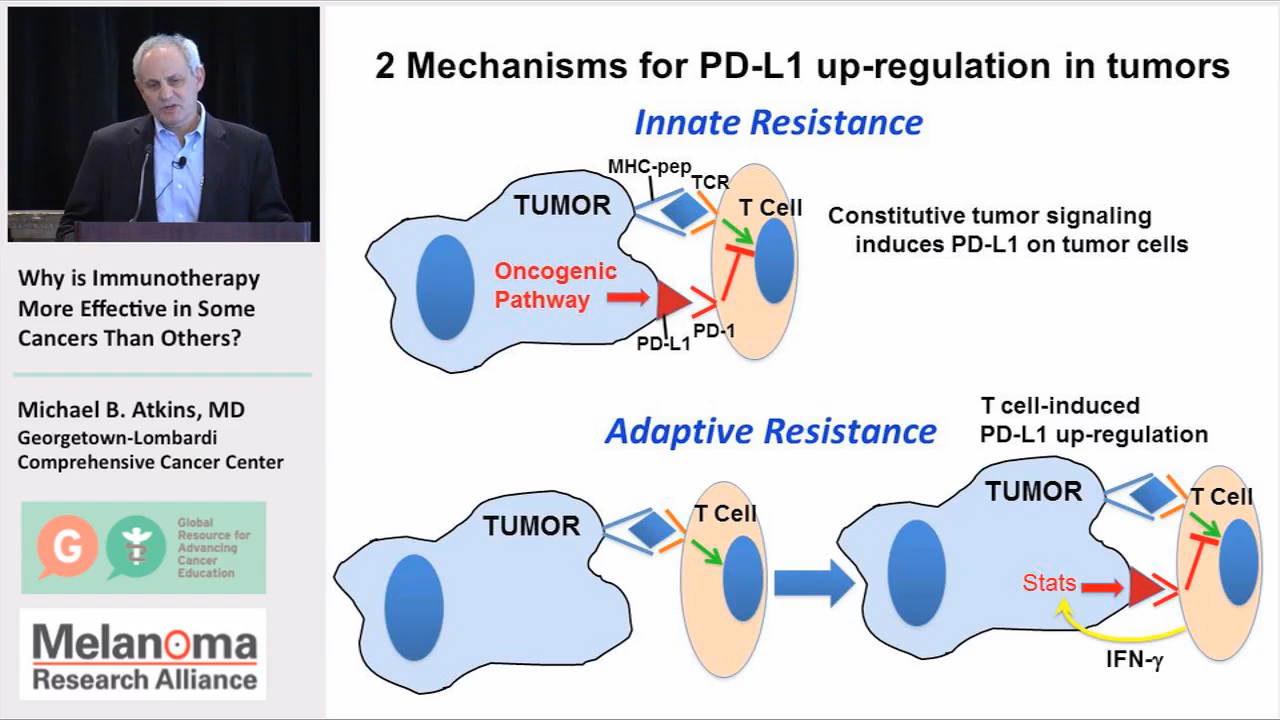 Why is Immunotherapy
More Effective in Some
Cancers Than Others?
Michael B. Atkins, MD
Georgetown-Lombardi
Comprehensive Cancer Center
G
Global
Resource for
Advancing
Cancer
Education
Melanoma
Research Alliance
2 Mechanisms for PD-L1 up-regulation in tumors
Innate Resistance
MHC-pep
TCR
TUMOR
T Cell
Constitutive tumor signaling
induces PD-L1 on tumor cells
Oncogenic
Pathway
PD-1
PD-L1
Adaptive Resistance
T cell-induced
PD-L1 up-regulation
TUMOR
T Cell
TUMOR
T Cell
Stats
IFN-γ